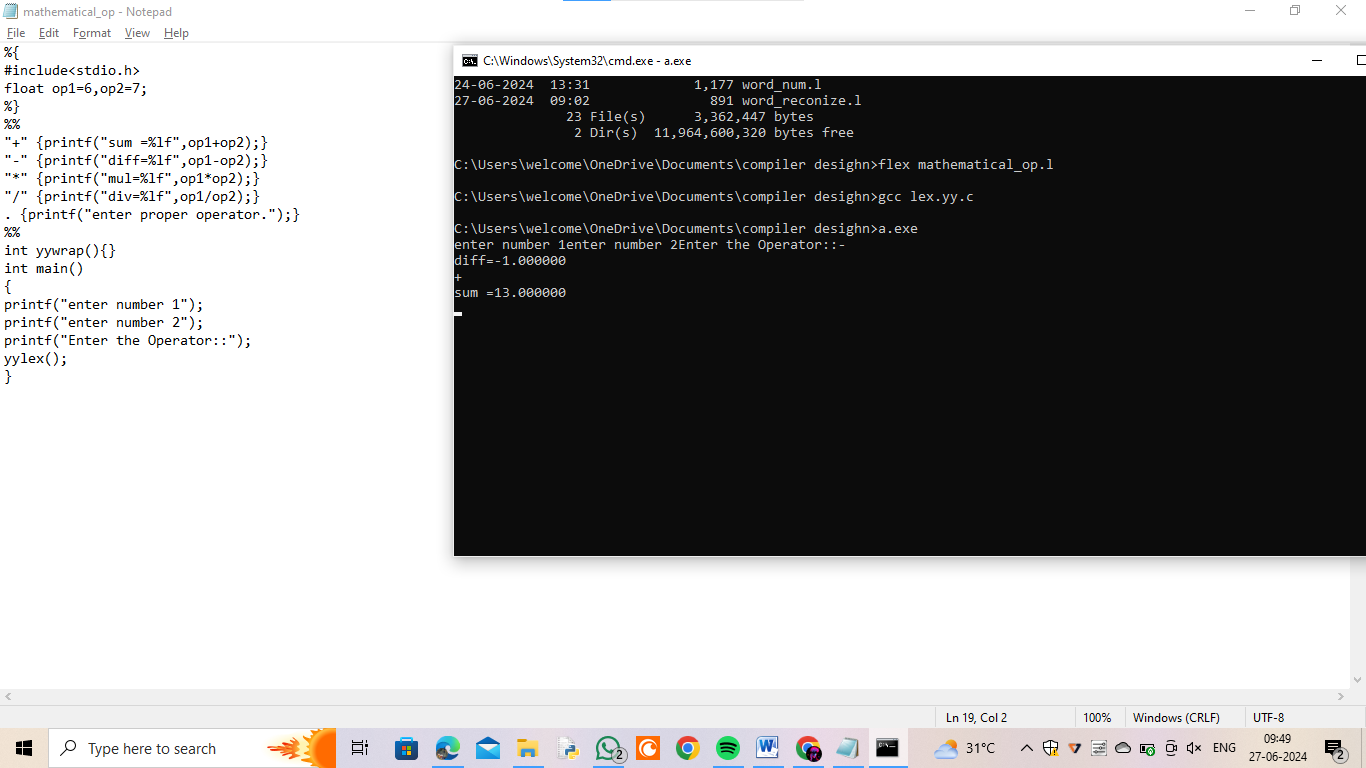 mathematical_op - Notepad
File Edit Format View Help
%{
#include<stdio.h>
float op1=6,op2=7;
%}
%%
"+" {printf("sum =%lf",op1+op2);}
"-" {printf("diff=%lf",op1-op2);}
"*" {printf("mul=%lf",op1*op2);}
"/" {printf("div=%lf",op1/op2);}
. {printf("enter proper operator.");}
%%
int yywrap(){}
int main()
{
printf("enter number 1");
printf("enter number 2");
printf("Enter the Operator::");
yylex();
}
C:\Windows\System32\cmd.exe - a.exe
24-06-2024  13:31             1,177 word_num.l
27-06-2024  09:02               891 word_reconize.l
23 File(s)      3,362,447 bytes
2 Dir(s)  11,964,600,320 bytes free
C:\Users\welcome\OneDrive\Documents\compiler desighn>flex mathematical_op.l
C:\Users\welcome\OneDrive\Documents\compiler desighn>gcc lex.yy.c
C:\Users\welcome\OneDrive\Documents\compiler desighn>a.exe
enter number 1enter number 2Enter the Operator::-
diff=-1.000000
+
sum =13.000000
Ln 19, Col 2 100% Windows (CRLF) UTF-8
Type here to search 2 31°C ENG 09:49
27-06-2024 2